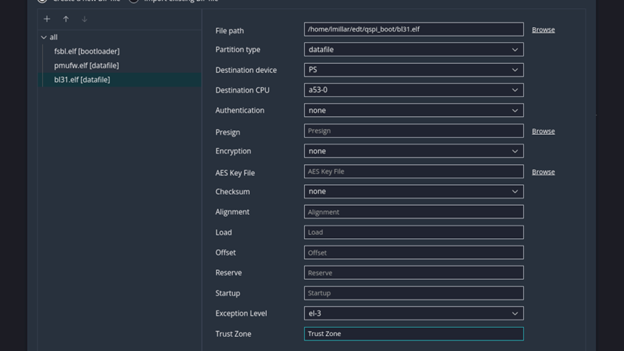 all
fsbl.elf [bootloader]
pmufw.elf [datafile]
bl31.elf [datafile]
File path /home/lmillar/edt/qspi_boot/bl31.elf Browse
Partition type datafile
Destination device PS
Destination CPU a53-0
Authentication none
Presign Presign Browse
Encryption none
AES Key File AES Key File Browse
Checksum none
Alignment Alignment
Load Load
Offset Offset
Reserve Reserve
Startup Startup
Exception Level el-3
Trust Zone Trust Zone